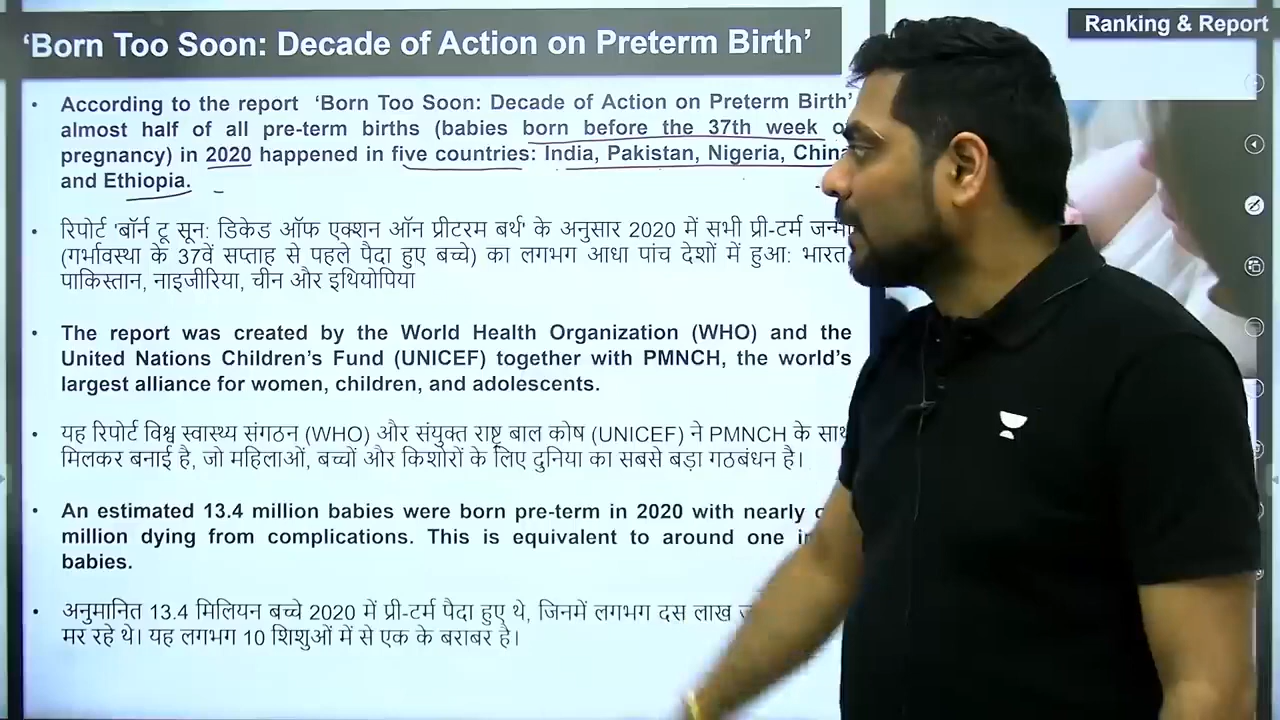 'Born Too Soon: Decade of Action on Preterm Birth'
Ranking & Report
• According to the report 'Born Too Soon: Decade of Action on Preterm Birth'
almost half of all pre-term births (babies born before the 37th week
pregnancy) in 2020 happened in five countries: India, Pakistan, Nigeria,
and Ethiopia.
• रिपोर्ट 'बॉर्न टू सून: डिकेड ऑफ एक्शन ऑन प्रीटरम बर्थ' के अनुसार 2020 में सभी प्री-टर्म
(गर्भावस्था के 37वें सप्ताह से पहले पैदा हुए बच्चे) का लगभग आधा पांच देशों में हुआ: भारत
पाकिस्तान, नाइजीरिया, चीन और इथियोपिया
• The report was created by the World Health Organization (WHO) and the
United Nations Children's Fund (UNICEF) together with PMNCH, the world's
largest alliance for women, children, and adolescents.
• यह रिपोर्ट विश्व स्वास्थ्य संगठन (WHO) और संयुक्त राष्ट्र बाल कोष (UNICEF) ने PMNCH के साथ
मिलकर बनाई है, जो महिलाओं, बच्चों और किशोरों के लिए दुनिया का सबसे बड़ा गठबंधन है।
• An estimated 13.4 million babies were born pre-term in 2020 with nearly
million dying from complications. This is equivalent to around one
babies.
• अनुमानित 13.4 मिलियन बच्चे 2020 में प्री-टर्म पैदा हुए थे, जिनमें लगभग दस लाख
मर रहे थे। यह लगभग 10 शिशुओं में से एक के बराबर है।